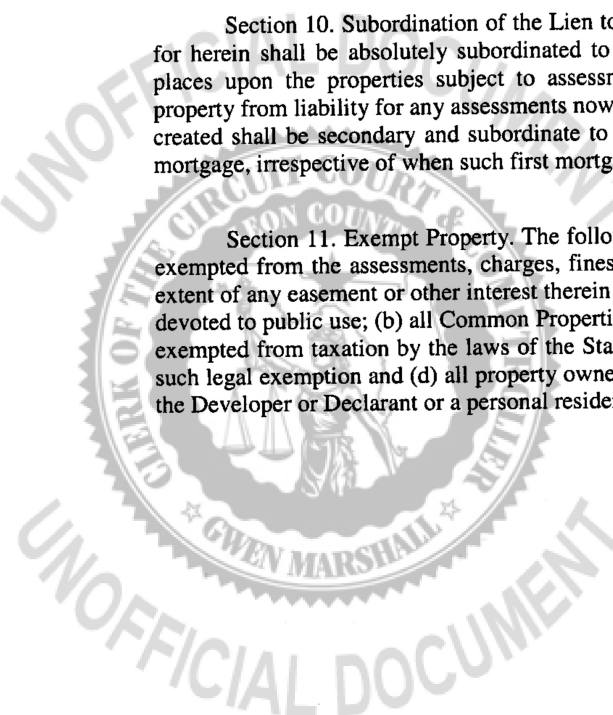 Section 10. Subordination of the Lien to
for herein shall be absolutely subordinated to
places upon the properties subject to assessm
property from liability for any assessments now
created shall be secondary and subordinate to
mortgage, irrespective of when such first mortga
Section 11. Exempt Property. The follo
exempted from the assessments, charges, fines
extent of any easement or other interest therein
devoted to public use; (b) all Common Properti
exempted from taxation by the laws of the Sta
such legal exemption and (d) all property owne
the Developer or Declarant or a personal reside
UNOFFICIAL DOCUMENT
CLERK OF THE CIRCUIT COURT &
GWEN MARSHALL
UNOFFICIAL DOCUMENT